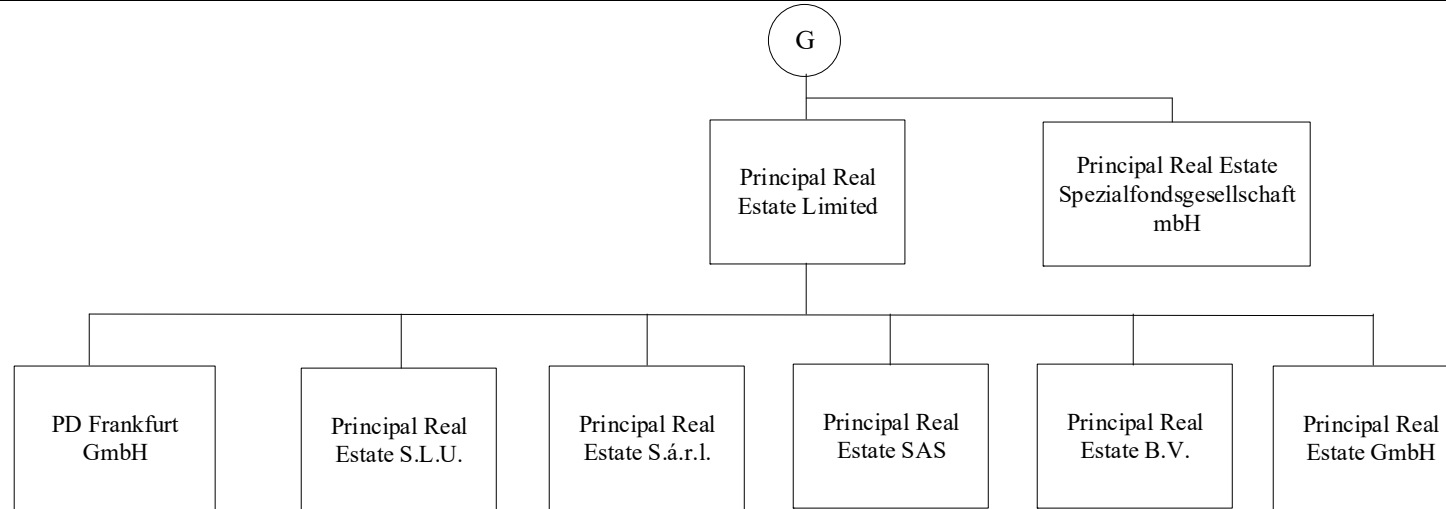 G
Principal Real
Estate Limited
Principal Real Estate
Spezialfondsgesellschaft
mbH
PD Frankfurt
GmbH
Principal Real
Estate S.L.U.
Principal Real
Estate S.á.r.l.
Principal Real
Estate SAS
Principal Real
Estate B.V.
Principal Real
Estate GmbH